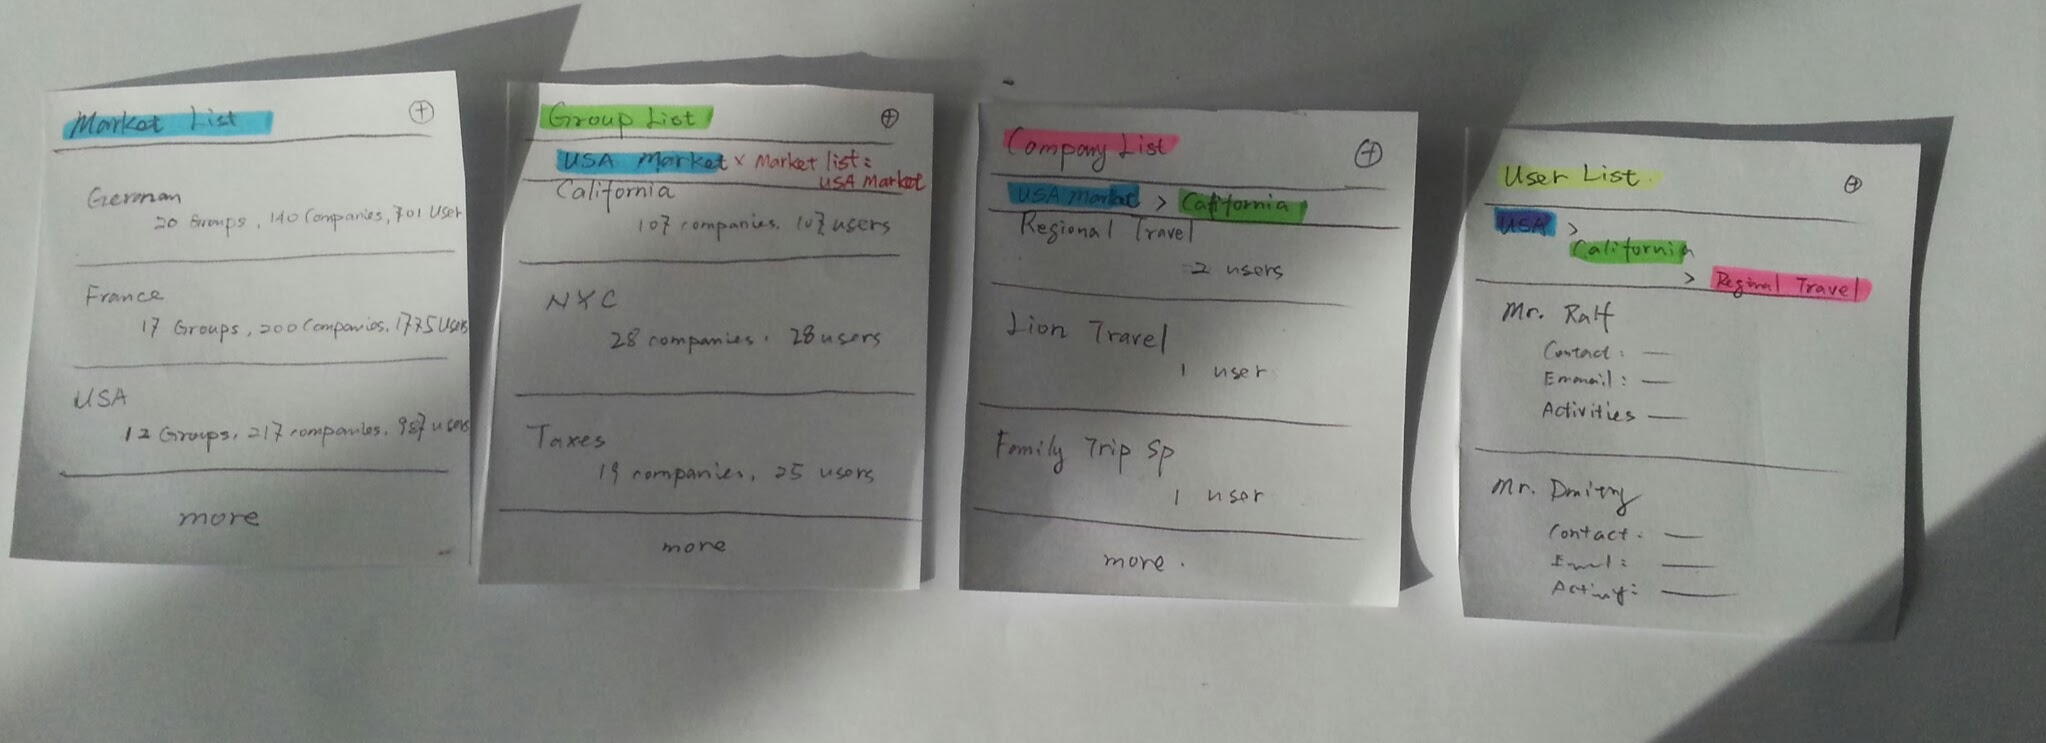 Market List
German
20 Groups, 140 Companies, 701 User
France
17 Groups, 200 Companies, 1775 Users
USA
12 Groups, 217 companies, 987 users
more
Group List
USA Market × Market list:
USA Market
California
107 companies. 107 users
NYC
28 companies. 28 users
Taxes
19 companies, 25 users
more
Company List
USA Market > California
Regional Travel
2 users
Lion Travel
1 user
Family Trip Sp
1 user
more.
User List
USA >
California
> Reginal Travel
Mr. Ralf
Contact: —
Emmail: —
Activities —
Mr. Dmitry
Contact. —
Email: —
Activity: —